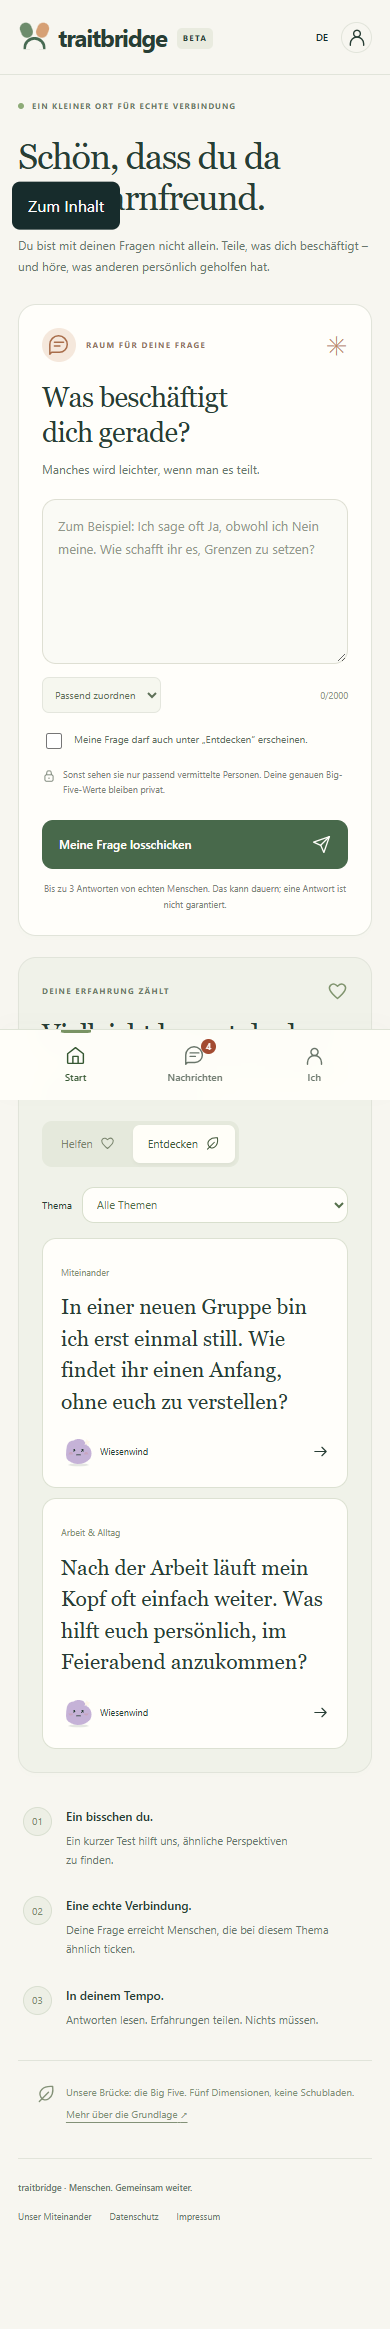 traitbridge BETA DE
EIN KLEINER ORT FÜR ECHTE VERBINDUNG
Schön, dass du da
Zum Inhalt
rnfreund.
Du bist mit deinen Fragen nicht allein. Teile, was dich beschäftigt –
und höre, was anderen persönlich geholfen hat.
RAUM FÜR DEINE FRAGE
Was beschäftigt
dich gerade?
Manches wird leichter, wenn man es teilt.
Zum Beispiel: Ich sage oft Ja, obwohl ich Nein
meine. Wie schafft ihr es, Grenzen zu setzen?
Passend zuordnen 0/2000
Meine Frage darf auch unter „Entdecken“ erscheinen.
Sonst sehen sie nur passend vermittelte Personen. Deine genauen Big-
Five-Werte bleiben privat.
Meine Frage losschicken
Bis zu 3 Antworten von echten Menschen. Das kann dauern; eine Antwort ist
nicht garantiert.
DEINE ERFAHRUNG ZÄHLT
4
Start Nachrichten Ich
Helfen Entdecken
Thema Alle Themen
Miteinander
In einer neuen Gruppe bin
ich erst einmal still. Wie
findet ihr einen Anfang,
ohne euch zu verstellen?
Wiesenwind
Arbeit & Alltag
Nach der Arbeit läuft mein
Kopf oft einfach weiter. Was
hilft euch persönlich, im
Feierabend anzukommen?
Wiesenwind
01 Ein bisschen du.
Ein kurzer Test hilft uns, ähnliche Perspektiven
zu finden.
02 Eine echte Verbindung.
Deine Frage erreicht Menschen, die bei diesem Thema
ähnlich ticken.
03 In deinem Tempo.
Antworten lesen. Erfahrungen teilen. Nichts müssen.
Unsere Brücke: die Big Five. Fünf Dimensionen, keine Schubladen.
Mehr über die Grundlage ↗
traitbridge · Menschen. Gemeinsam weiter.
Unser Miteinander Datenschutz Impressum